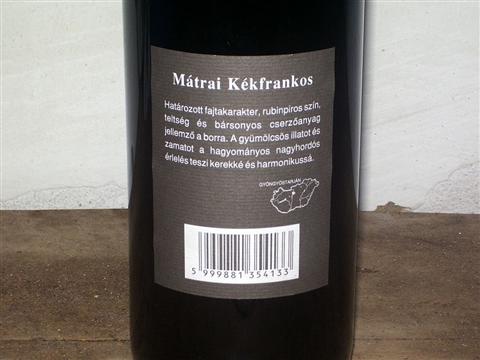 Mátrai Kékfrankos
Határozott fajtakarakter, rubinpiros szín,
teltség és bársonyos cserzőanyag
jellemző a borra. A gyümölcsös illatot és
zamatot a hagyományos nagyhordós
érlelés teszi kerekké és harmonikussá.
GYÖNGYÖSTARJÁN
5 999881 354133